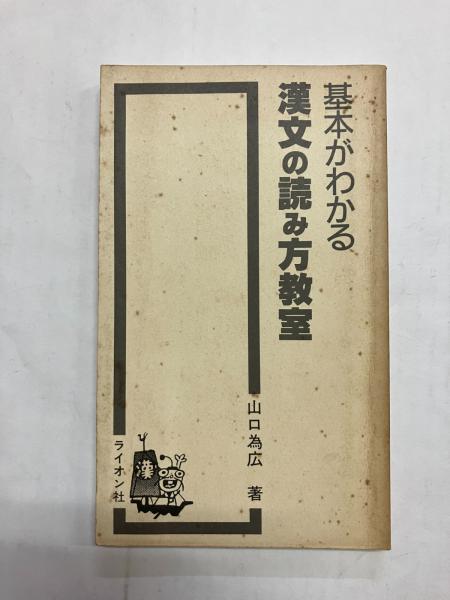 基本がわかる
漢文の読み方教室
山口為広 著
漢
ライオン社